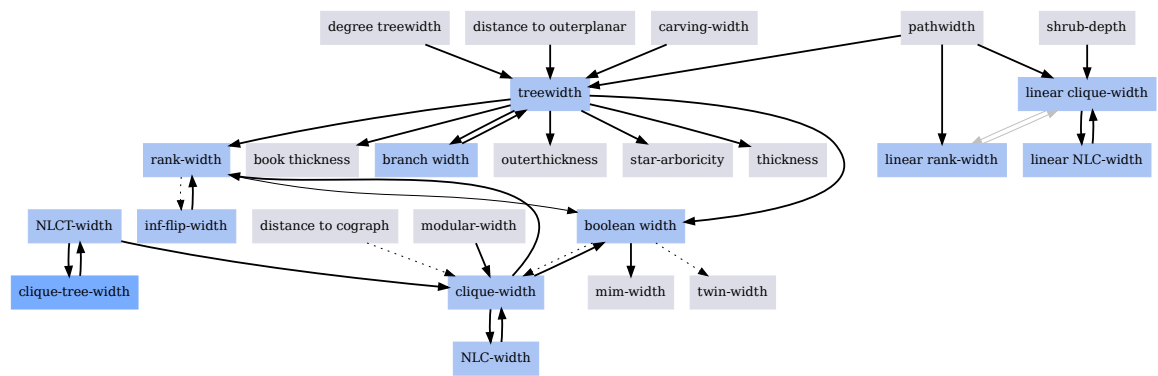 degree treewidth
distance to outerplanar
carving-width
pathwidth
shrub-depth
treewidth
linear clique-width
rank-width
book thickness
branch width
outerthickness
star-arboricity
thickness
linear rank-width
linear NLC-width
NLCT-width
inf-flip-width
distance to cograph
modular-width
boolean width
clique-tree-width
clique-width
mim-width
twin-width
NLC-width